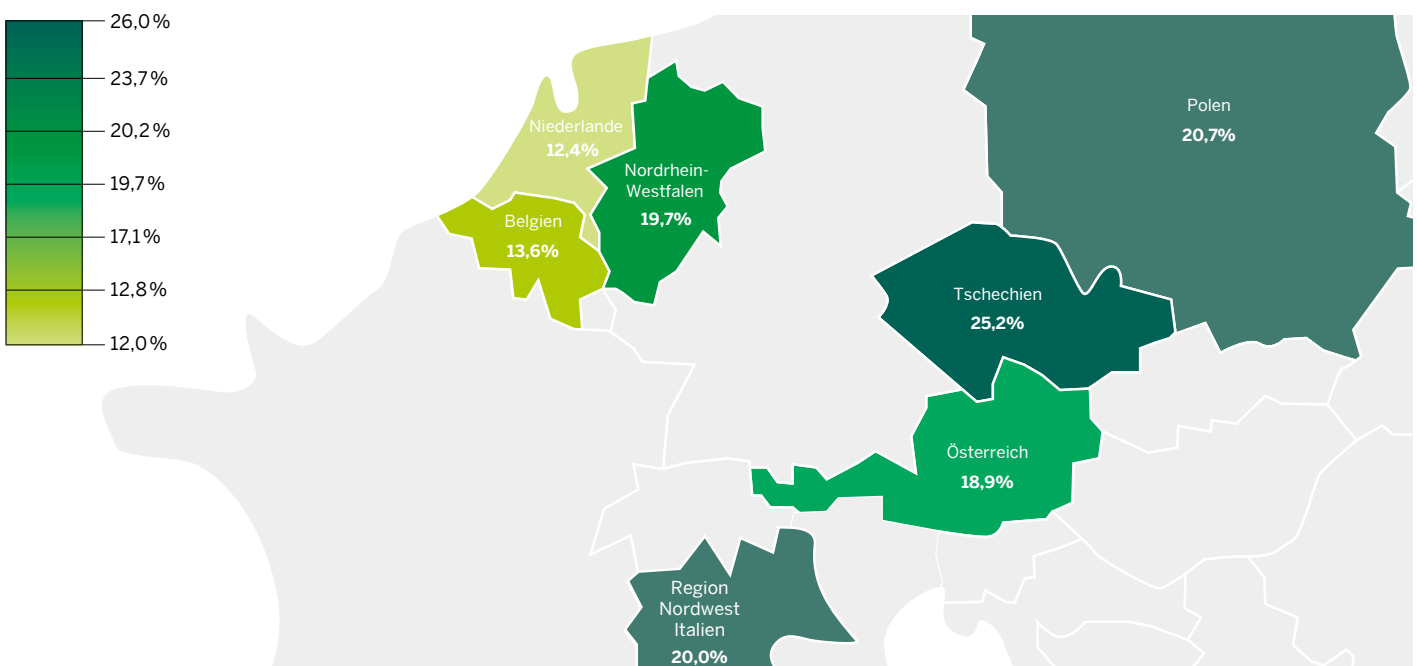 26,0 %
23,7 %
20,2 %
19,7 %
17,1 %
12,8 %
12,0 %
Niederlande
12,4%
Nordrhein-
Westfalen
19,7%
Belgien
13,6%
Polen
20,7%
Tschechien
25,2%
Österreich
18,9%
Region
Nordwest
Italien
20,0%